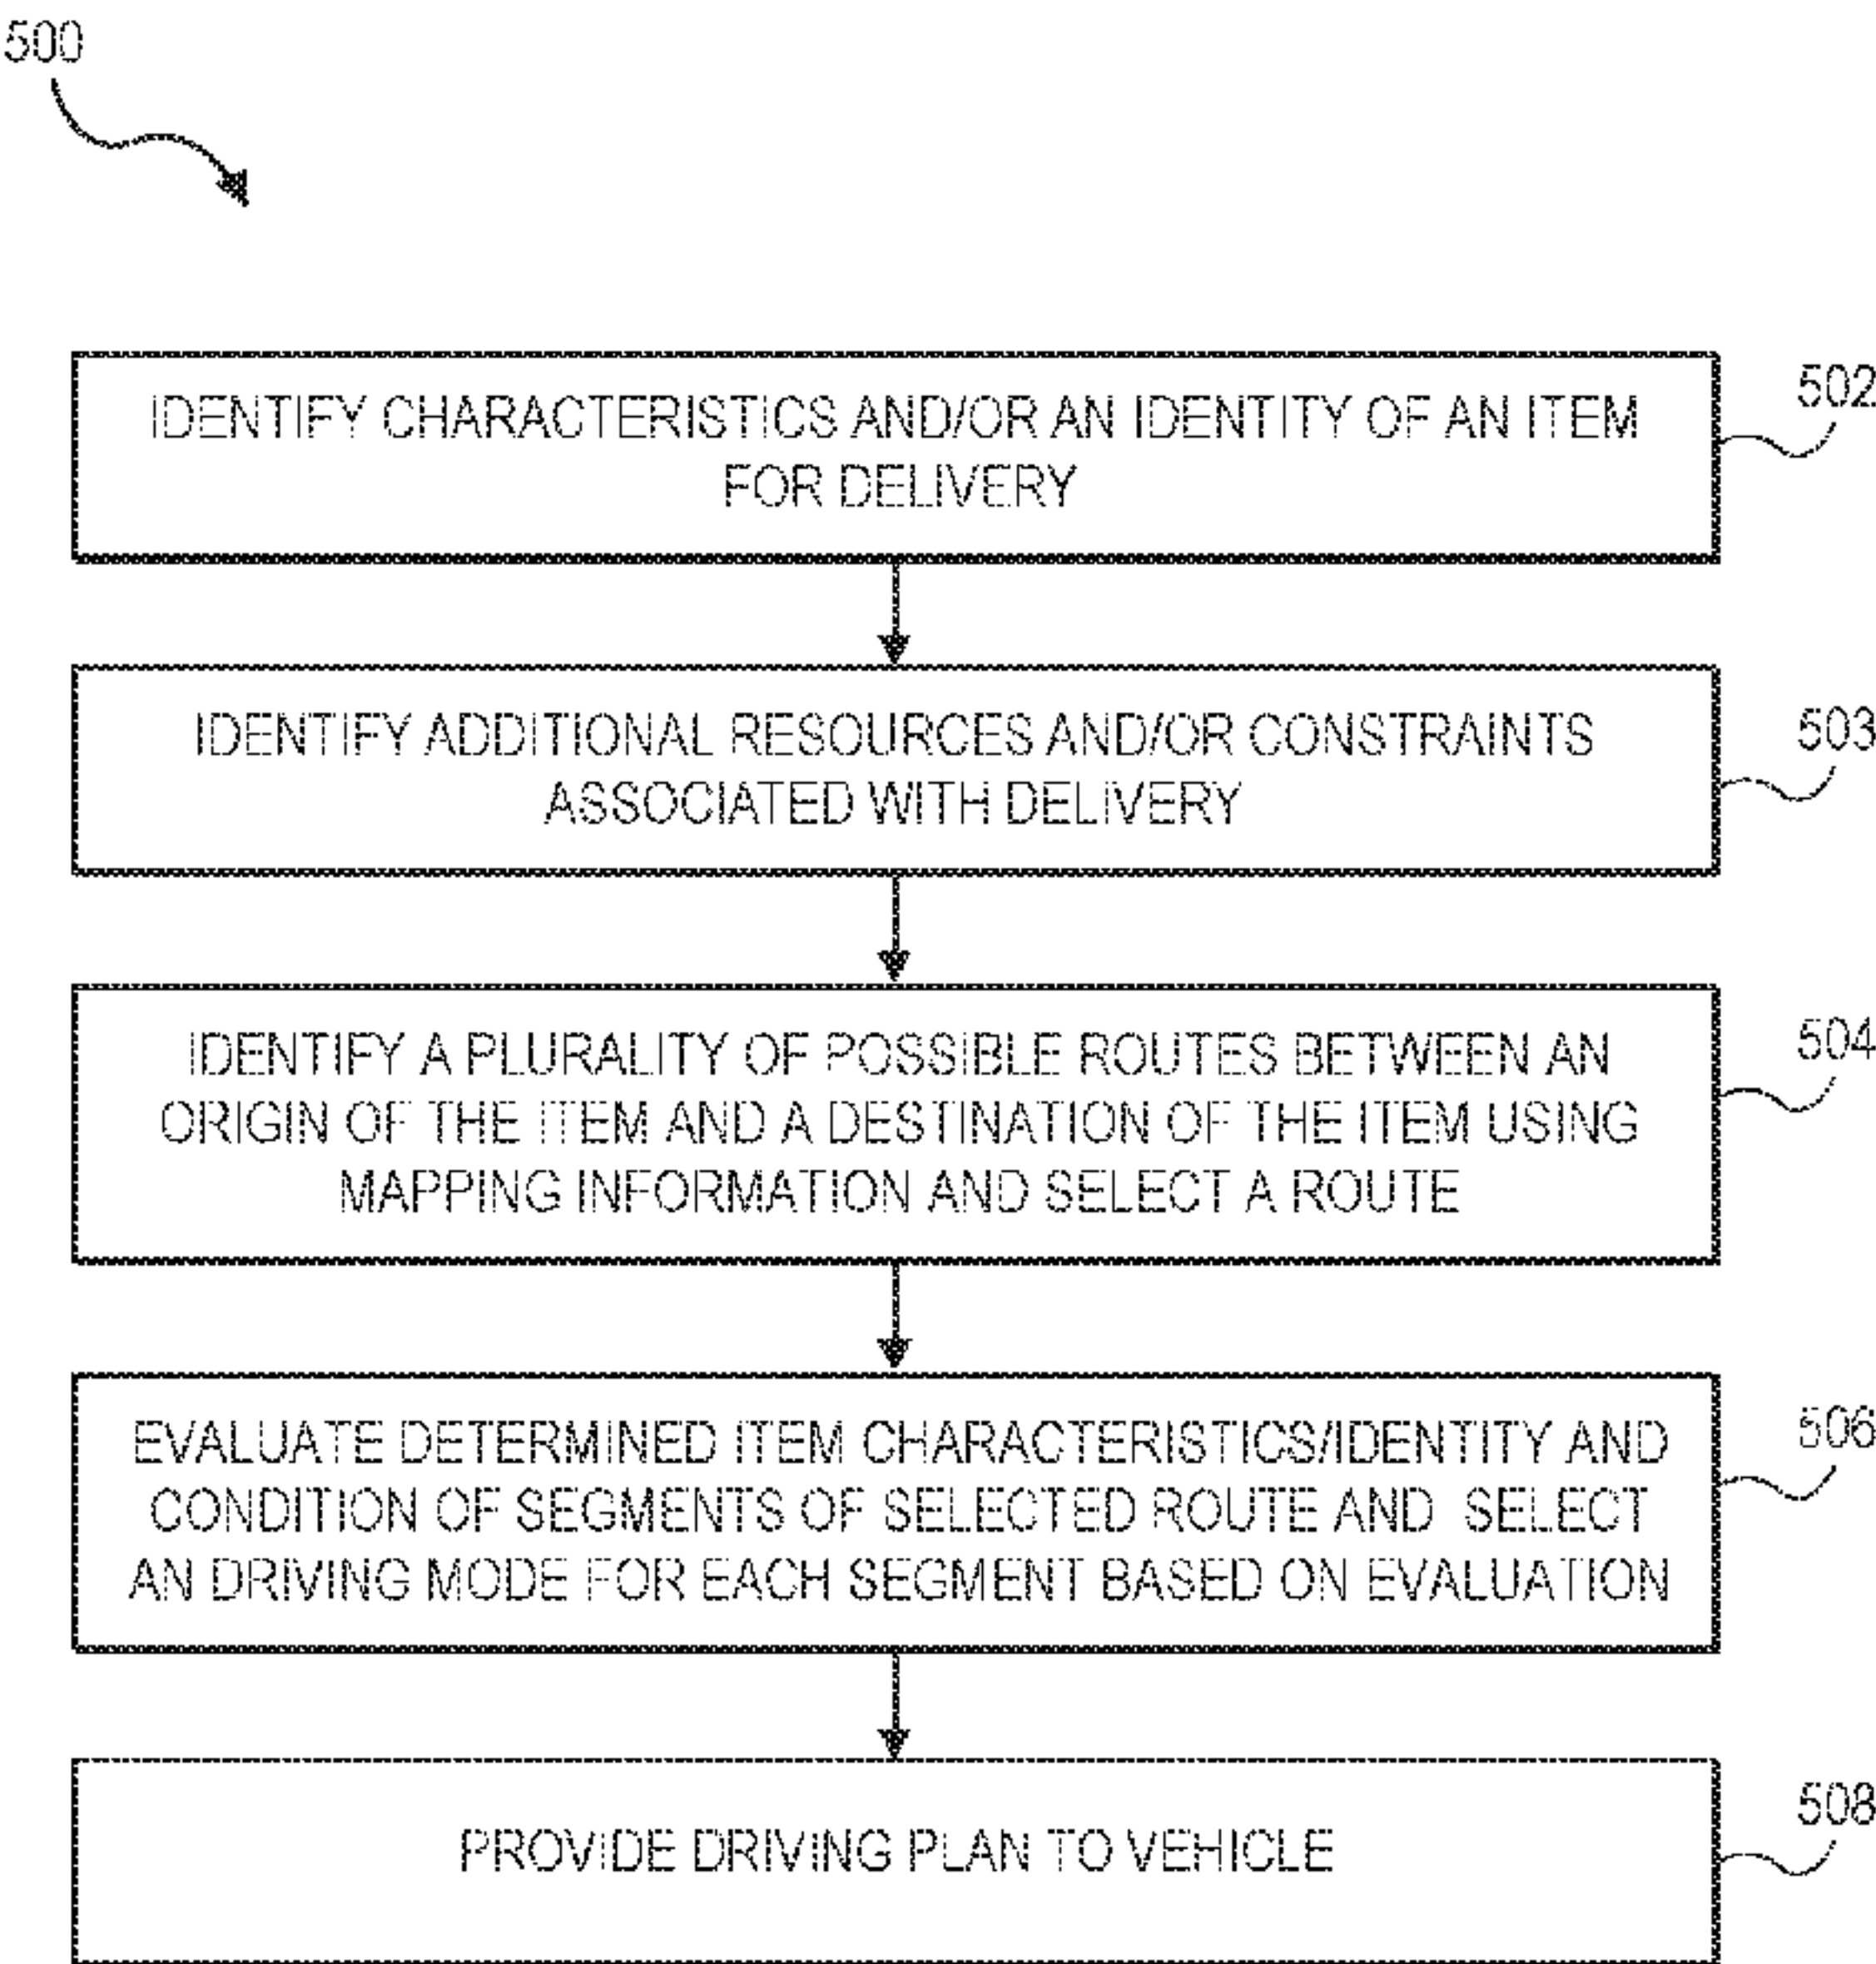 500
IDENTIFY CHARACTERISTICS AND/OR AN IDENTITY OF AN ITEM
FOR DELIVERY
502
IDENTIFY ADDITIONAL RESOURCES AND/OR CONSTRAINTS
ASSOCIATED WITH DELIVERY
503
IDENTIFY A PLURALITY OF POSSIBLE ROUTES BETWEEN AN
ORIGIN OF THE ITEM AND A DESTINATION OF THE ITEM USING
MAPPING INFORMATION AND SELECT A ROUTE
504
EVALUATE DETERMINED ITEM CHARACTERISTICS/IDENTITY AND
CONDITION OF SEGMENTS OF SELECTED ROUTE AND SELECT
AN DRIVING MODE FOR EACH SEGMENT BASED ON EVALUATION
506
PROVIDE DRIVING PLAN TO VEHICLE
508